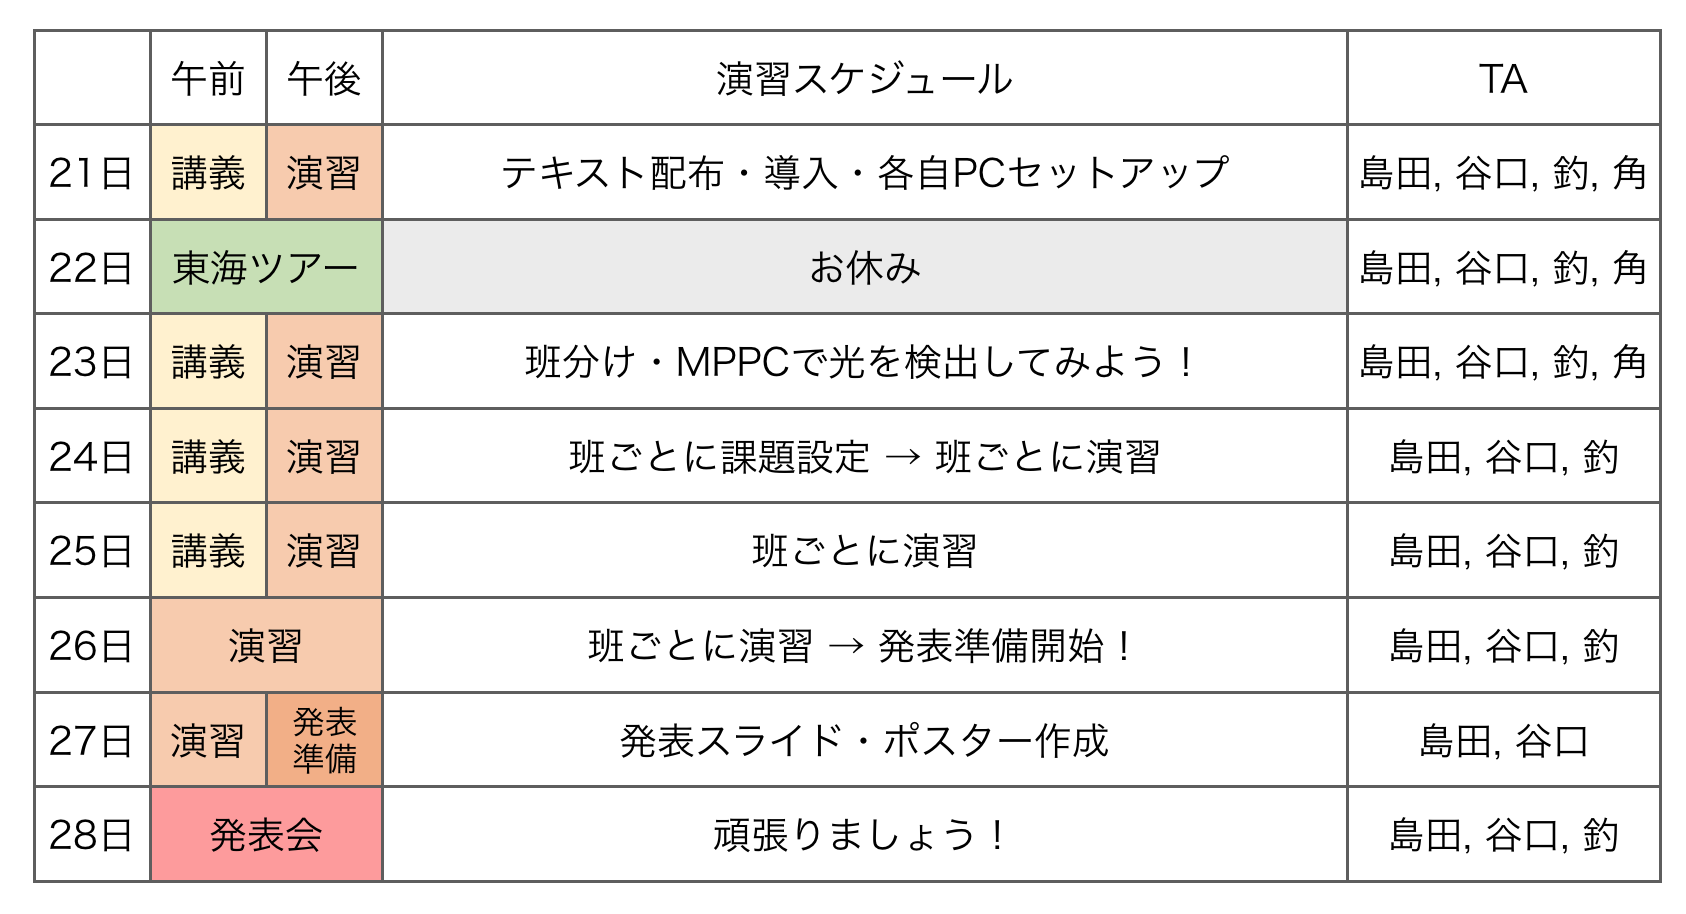 午前 午後 演習スケジュール TA
21日 講義 演習 テキスト配布・導入・各自PCセットアップ 島田, 谷口, 釣, 角
22日 東海ツアー お休み 島田, 谷口, 釣, 角
23日 講義 演習 班分け・MPPCで光を検出してみよう！ 島田, 谷口, 釣, 角
24日 講義 演習 班ごとに課題設定 → 班ごとに演習 島田, 谷口, 釣
25日 講義 演習 班ごとに演習 島田, 谷口, 釣
26日 演習 班ごとに演習 → 発表準備開始！ 島田, 谷口, 釣
27日 演習 発表
準備 発表スライド・ポスター作成 島田, 谷口
28日 発表会 頑張りましょう！ 島田, 谷口, 釣